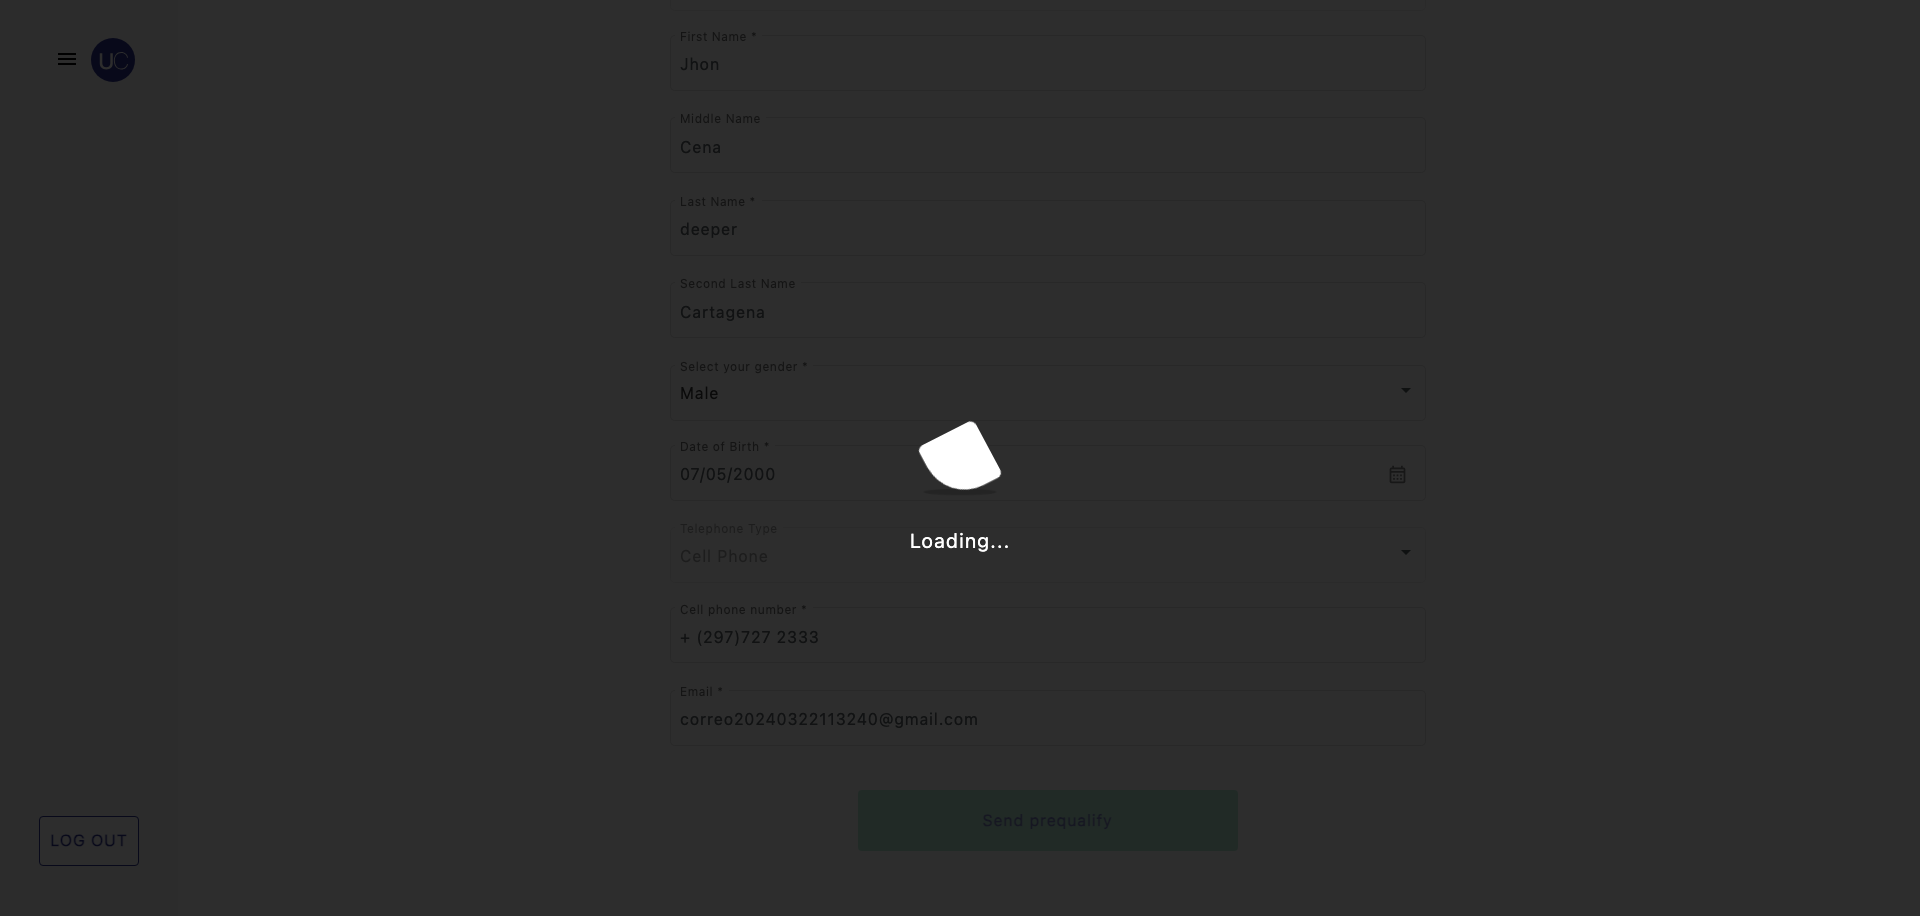 UC
First Name *
Jhon
Middle Name
Cena
Last Name *
deeper
Second Last Name
Cartagena
Select your gender *
Male
Date of Birth *
07/05/2000
Telephone Type
Cell Phone
Loading...
Cell phone number *
+ (297)727 2333
Email *
correo20240322113240@gmail.com
Send prequalify
LOG OUT